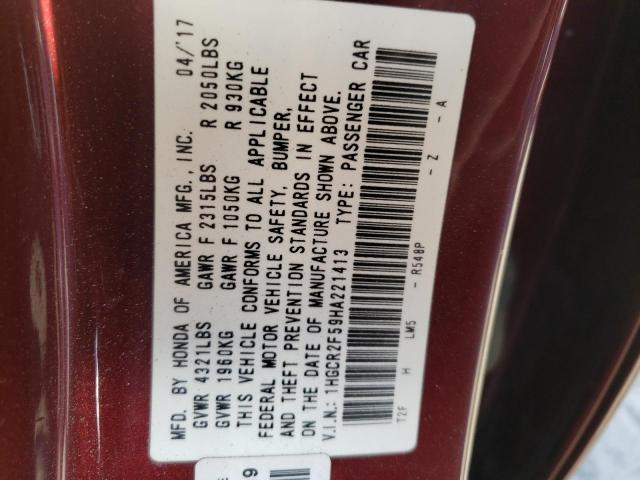 MFD. BY HONDA OF AMERICA MFG., INC. 04/'17
GVWR 4321LBS GAWR F 2315LBS R 2050LBS
GVWR 1960KG GAWR F 1050KG R 930KG
THIS VEHICLE CONFORMS TO ALL APPLICABLE
FEDERAL MOTOR VEHICLE SAFETY, BUMPER,
AND THEFT PREVENTION STANDARDS IN EFFECT
ON THE DATE OF MANUFACTURE SHOWN ABOVE.
V.I.N.: 1HGCR2F59HA221413 TYPE: PASSENGER CAR
T2F H LM5 - R548P - Z - A
9